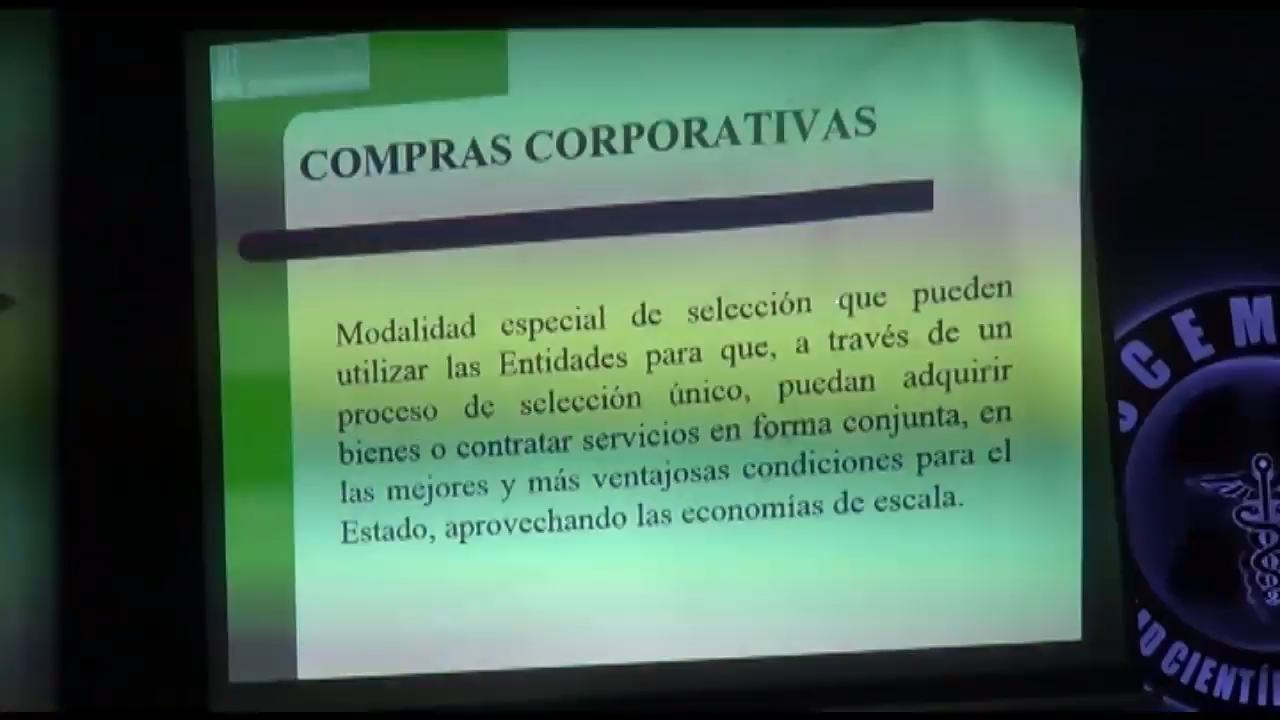 COMPRAS CORPORATIVAS
Modalidad especial de selección que pueden
utilizar las Entidades para que, a través de un
proceso de selección único, puedan adquirir
bienes o contratar servicios en forma conjunta, en
las mejores y más ventajosas condiciones para el
Estado, aprovechando las economías de escala.